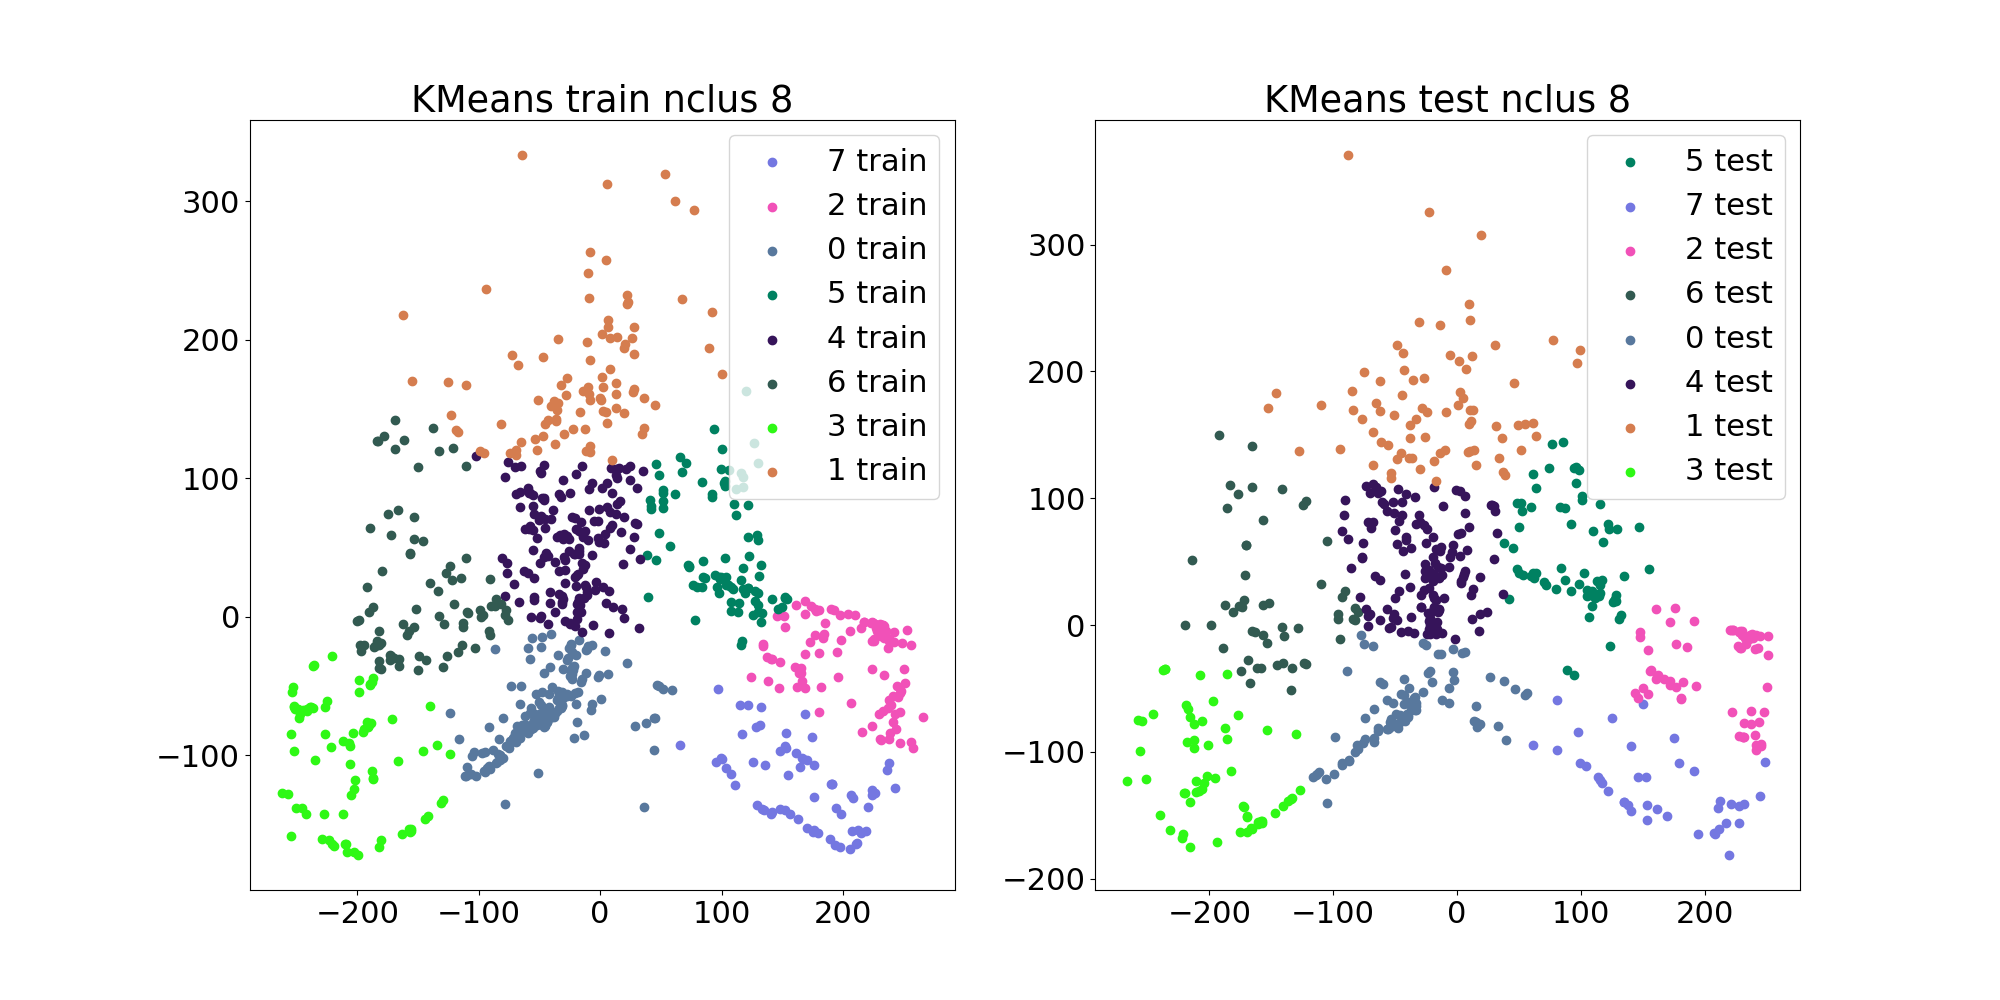 KMeans train nclus 8
300
200
100
0
−100
−200
−100
0
100
200
7 train
2 train
0 train
5 train
4 train
6 train
3 train
1 train
KMeans test nclus 8
300
200
100
0
−100
−200
−200
−100
0
100
200
5 test
7 test
2 test
6 test
0 test
4 test
1 test
3 test